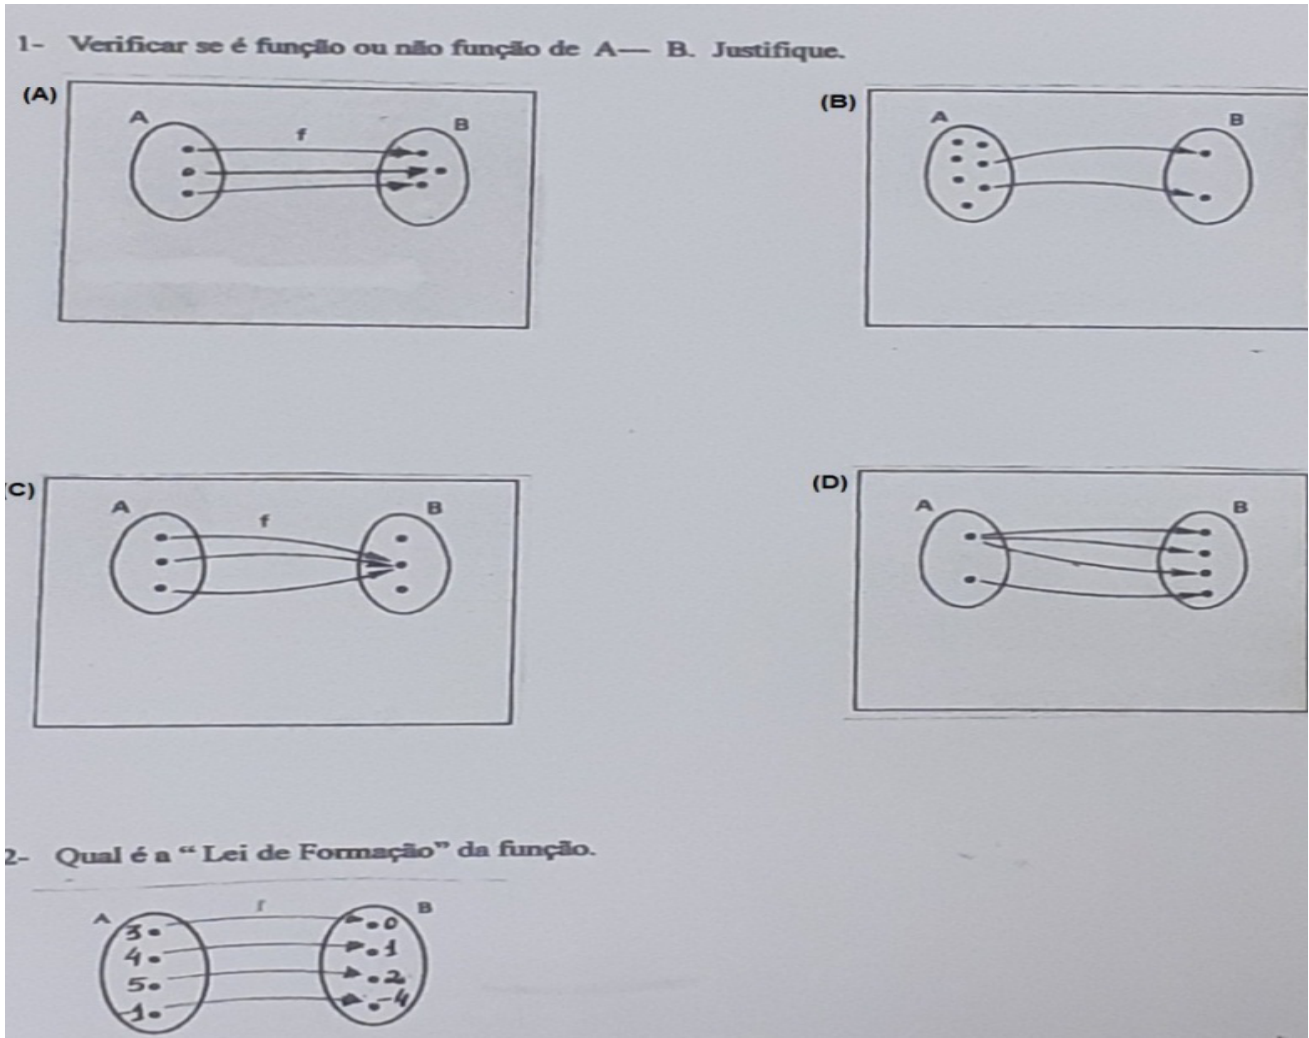 1- Verificar se é função ou não função de A— B. Justifique.
(A)
A f B
(B)
A B
C)
A f B
(D)
A B
2- Qual é a “ Lei de Formação” da função.
A f B
3 0
4 1
5 2
-1 -4